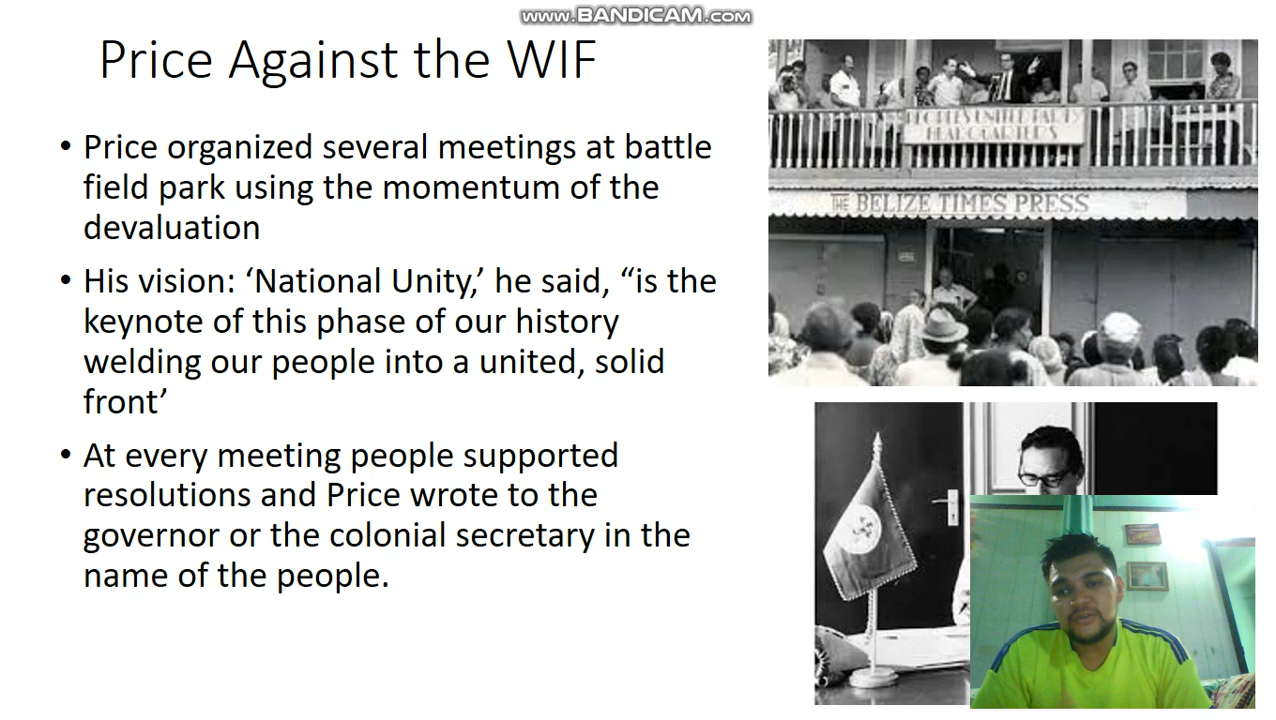 www.BANDICAM.com
Price Against the WIF
• Price organized several meetings at battle
field park using the momentum of the
devaluation
• His vision: ‘National Unity,’ he said, “is the
keynote of this phase of our history
welding our people into a united, solid
front’
• At every meeting people supported
resolutions and Price wrote to the
governor or the colonial secretary in the
name of the people.
PEOPLE'S UNITED PARTY
HEADQUARTERS
THE BELIZE TIMES PRESS